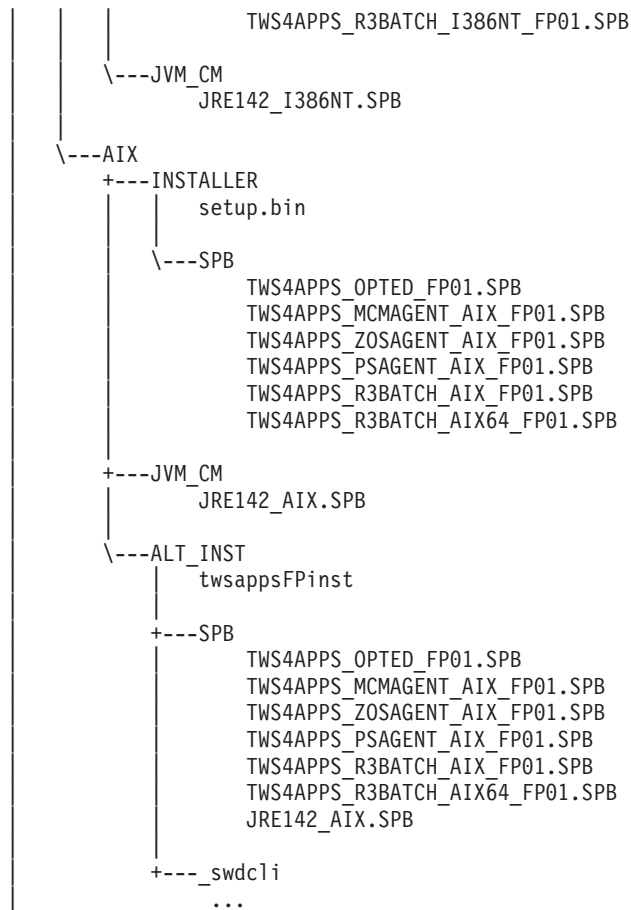 |    |    |              TWS4APPS_R3BATCH_I386NT_FP01.SPB
|    |    |
|    |    \---JVM_CM
|    |            JRE142_I386NT.SPB
|    |
|    \---AIX
|        +---INSTALLER
|        |   |   setup.bin
|        |   |
|        |   \---SPB
|        |           TWS4APPS_OPTED_FP01.SPB
|        |           TWS4APPS_MCMAGENT_AIX_FP01.SPB
|        |           TWS4APPS_ZOSAGENT_AIX_FP01.SPB
|        |           TWS4APPS_PSAGENT_AIX_FP01.SPB
|        |           TWS4APPS_R3BATCH_AIX_FP01.SPB
|        |           TWS4APPS_R3BATCH_AIX64_FP01.SPB
|        |
|        +---JVM_CM
|        |       JRE142_AIX.SPB
|        |
|        \---ALT_INST
|            |   twsappsFPinst
|            |
|            +---SPB
|            |       TWS4APPS_OPTED_FP01.SPB
|            |       TWS4APPS_MCMAGENT_AIX_FP01.SPB
|            |       TWS4APPS_ZOSAGENT_AIX_FP01.SPB
|            |       TWS4APPS_PSAGENT_AIX_FP01.SPB
|            |       TWS4APPS_R3BATCH_AIX_FP01.SPB
|            |       TWS4APPS_R3BATCH_AIX64_FP01.SPB
|            |       JRE142_AIX.SPB
|            |
|            +---_swdcli
|                 ...